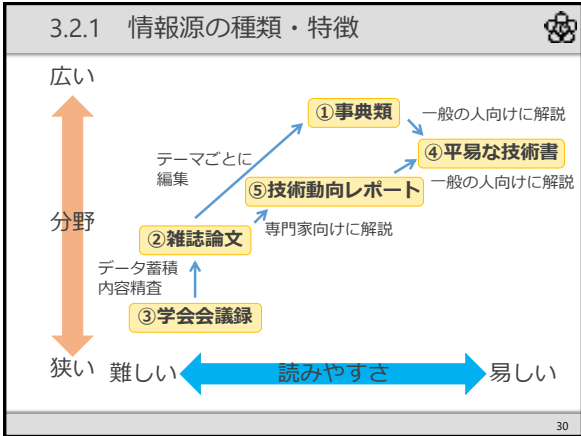 3.2.1 情報源の種類・特徴
広い
①事典類
一般の人向けに解説
④平易な技術書
テーマごとに
編集
⑤技術動向レポート
一般の人向けに解説
分野
②雑誌論文
専門家向けに解説
データ蓄積
内容精査
③学会会議録
狭い
難しい
読みやすさ
易しい
30